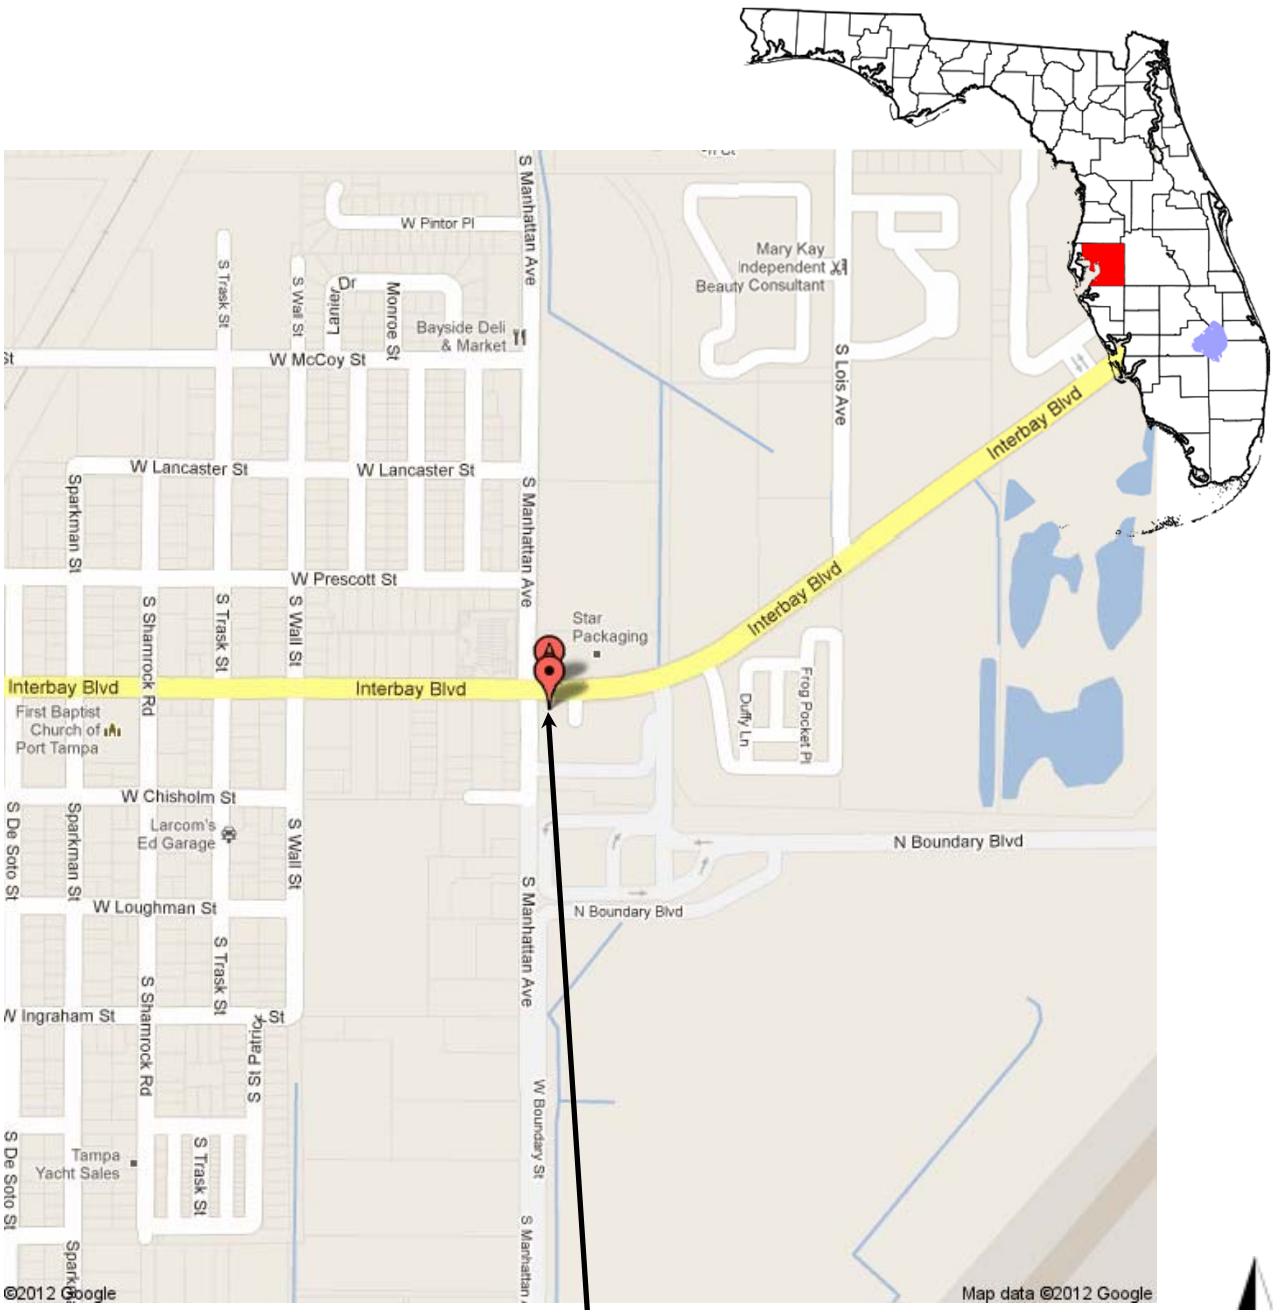 S Manhattan Ave
W Pintor Pl
Mary Kay
Independent
Beauty Consultant
S Trask St
S Wall St
Dr
Lanier
Monroe St
Bayside Deli
& Market
St
W McCoy St
S Lois Ave
Interbay Blvd
W Lancaster St
W Lancaster St
Sparkman St
S Manhattan Ave
W Prescott St
Interbay Blvd
S Shamrock Rd
S Trask St
S Wall St
Star
Packaging
A
Interbay Blvd
Interbay Blvd
Frog Pocket Pl
Duffy Ln
First Baptist
Church of
Port Tampa
W Chisholm St
S De Soto St
Sparkman St
Larcom's
Ed Garage
S Wall St
N Boundary Blvd
S Manhattan Ave
W Loughman St
N Boundary Blvd
S Trask St
S Shamrock Rd
W Ingraham St
St
S St Patrick
W Boundary St
S De Soto St
Tampa
Yacht Sales
S Trask St
S Manhattan
©2012 Google
Map data ©2012 Google